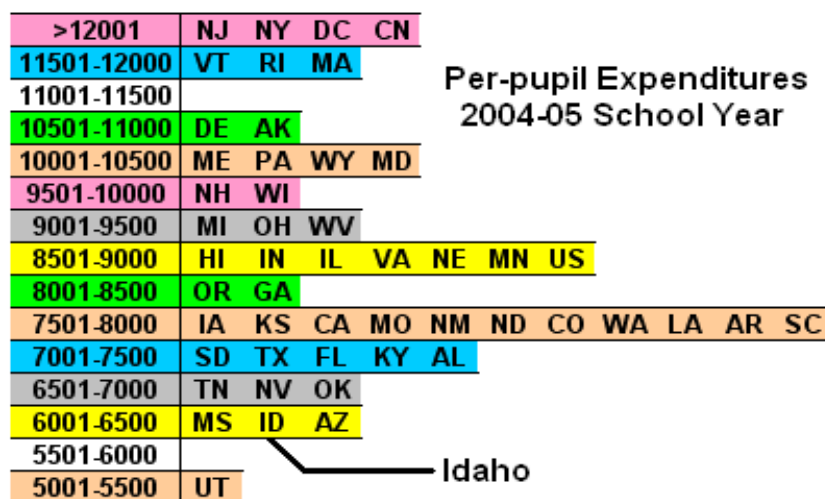 >12001 NJ NY DC CN
11501-12000 VT RI MA
11001-11500
10501-11000 DE AK
10001-10500 ME PA WY MD
9501-10000 NH WI
9001-9500 MI OH WV
8501-9000 HI IN IL VA NE MN US
8001-8500 OR GA
7501-8000 IA KS CA MO NM ND CO WA LA AR SC
7001-7500 SD TX FL KY AL
6501-7000 TN NV OK
6001-6500 MS ID AZ
5501-6000
5001-5500 UT
Per-pupil Expenditures
2004-05 School Year
Idaho